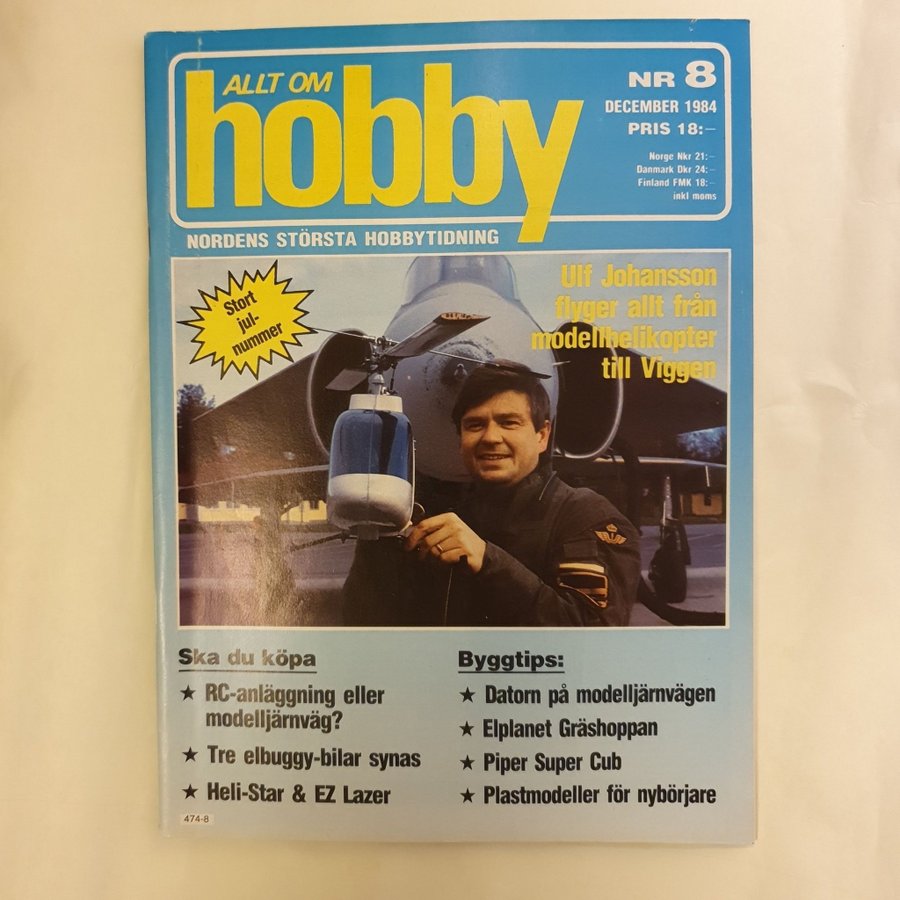 ALLT OM
hobby
NR 8
DECEMBER 1984
PRIS 18:–
Norge Nkr 21:–
Danmark Dkr 24:–
Finland FMK 18:–
inkl moms
NORDENS STÖRSTA HOBBYTIDNING
Stort
jul-
nummer
Ulf Johansson
flyger allt från
modellhelikopter
till Viggen
Ska du köpa
★ RC-anläggning eller
modelljärnväg?
★ Tre elbuggy-bilar synas
★ Heli-Star & EZ Lazer
Byggtips:
★ Datorn på modelljärnvägen
★ Elplanet Gräshoppan
★ Piper Super Cub
★ Plastmodeller för nybörjare
474-8